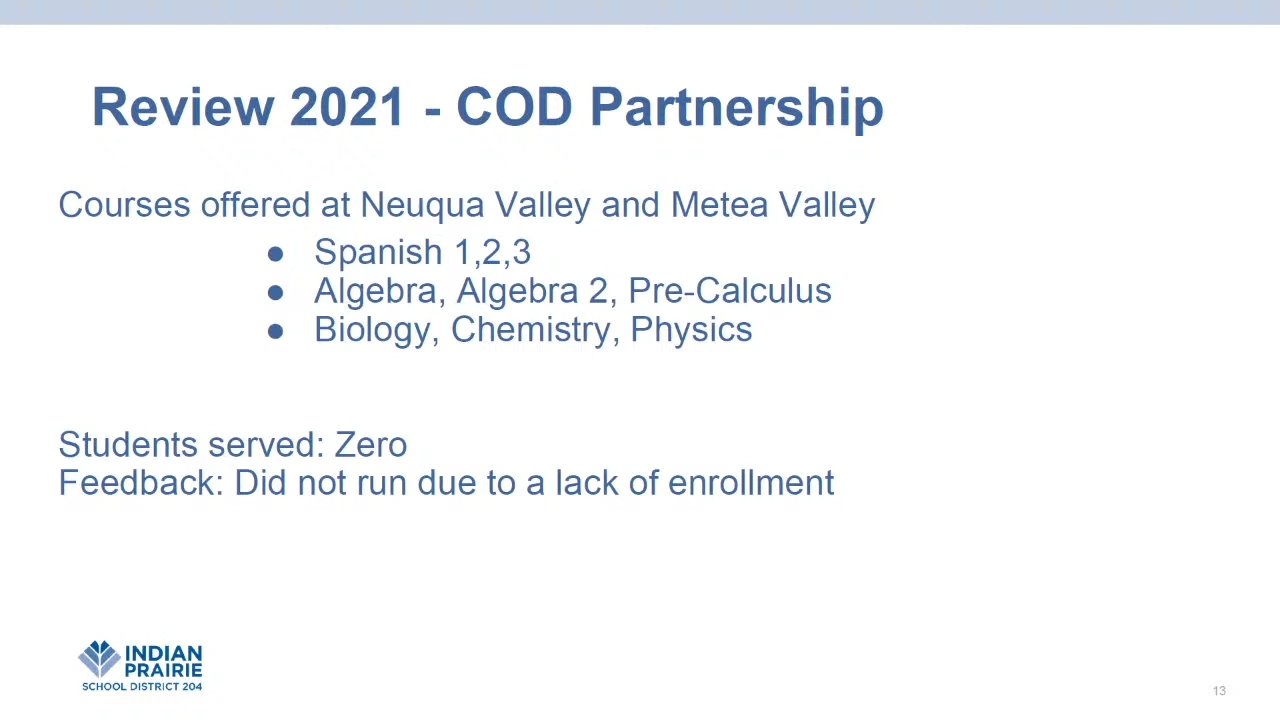 Review 2021 - COD Partnership
Courses offered at Neuqua Valley and Metea Valley
● Spanish 1,2,3
● Algebra, Algebra 2, Pre-Calculus
● Biology, Chemistry, Physics
Students served: Zero
Feedback: Did not run due to a lack of enrollment
INDIAN
PRAIRIE
SCHOOL DISTRICT 204
13